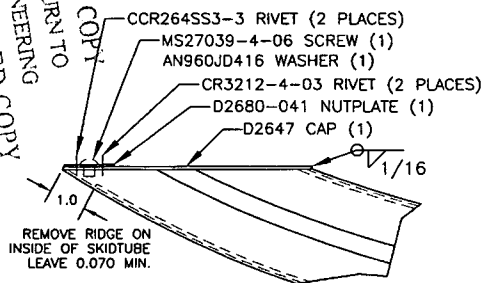 CCR264SS3-3 RIVET (2 PLACES)
MS27039-4-06 SCREW (1)
AN960JD416 WASHER (1)
CR3212-4-03 RIVET (2 PLACES)
D2680-041 NUTPLATE (1)
D2647 CAP (1)
1/16
1.0
REMOVE RIDGE ON
INSIDE OF SKIDTUBE
LEAVE 0.070 MIN.
COPY
TO
COPY